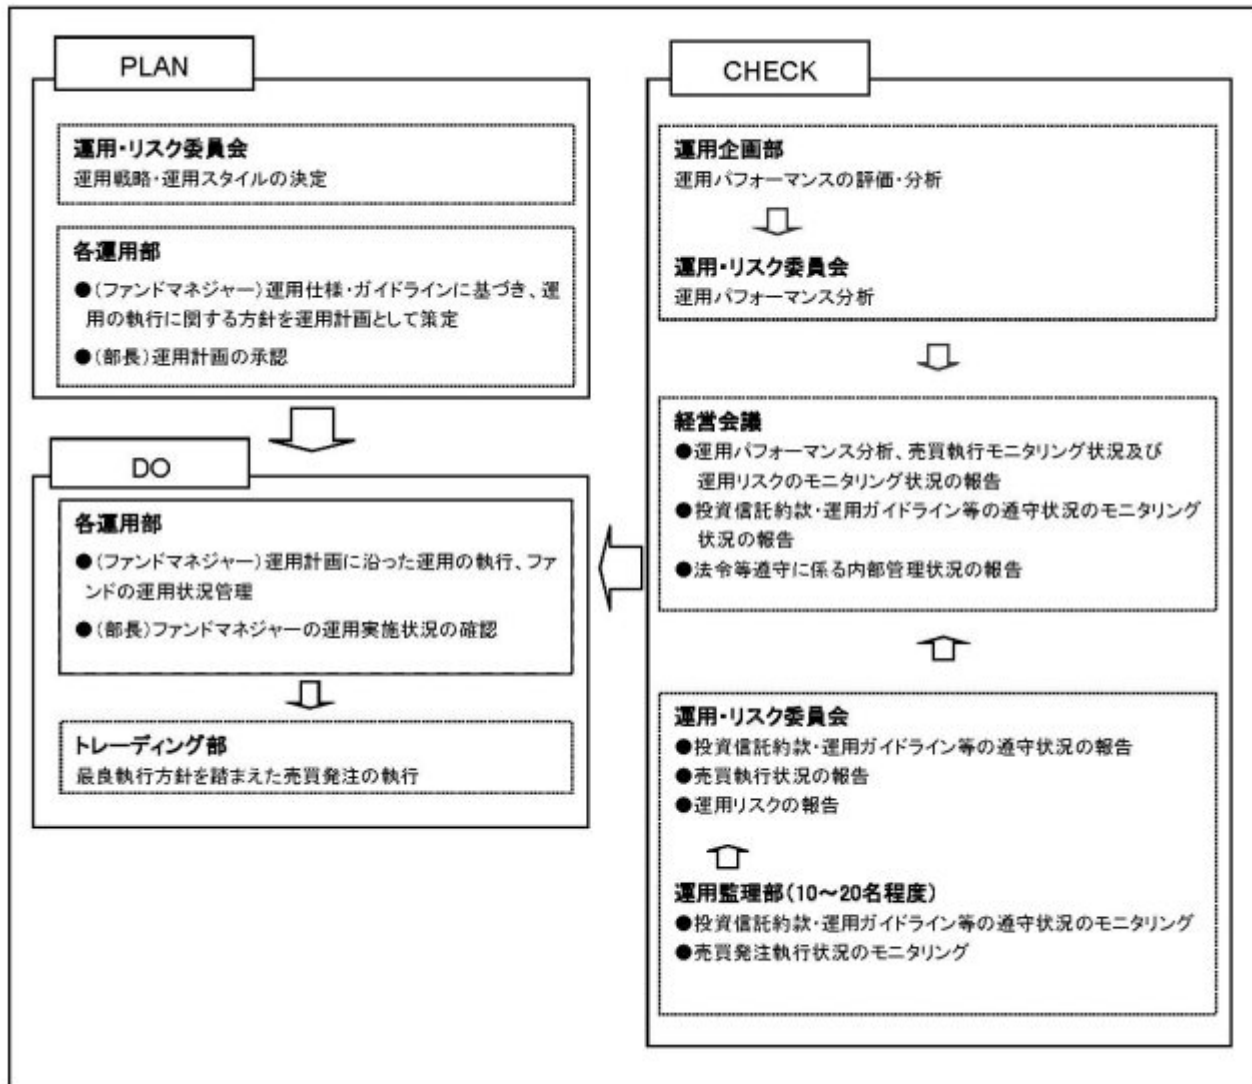 PLAN
運用・リスク委員会
運用戦略・運用スタイルの決定
各運用部
●(ファンドマネジャー)運用仕様・ガイドラインに基づき、運
用の執行に関する方針を運用計画として策定
●(部長)運用計画の承認
DO
各運用部
●(ファンドマネジャー)運用計画に沿った運用の執行、ファ
ンドの運用状況管理
●(部長)ファンドマネジャーの運用実施状況の確認
トレーディング部
最良執行方針を踏まえた売買発注の執行
CHECK
運用企画部
運用パフォーマンスの評価・分析
運用・リスク委員会
運用パフォーマンス分析
経営会議
●運用パフォーマンス分析、売買執行モニタリング状況及び
運用リスクのモニタリング状況の報告
●投資信託約款・運用ガイドライン等の遵守状況のモニタリング
状況の報告
●法令等遵守に係る内部管理状況の報告
運用・リスク委員会
●投資信託約款・運用ガイドライン等の遵守状況の報告
●売買執行状況の報告
●運用リスクの報告
運用監理部(10～20名程度)
●投資信託約款・運用ガイドライン等の遵守状況のモニタリング
●売買発注執行状況のモニタリング